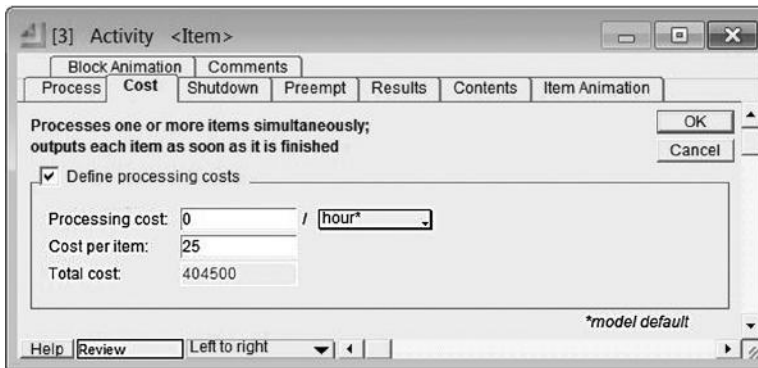 [3] Activity <Item>
Block Animation Comments
Process Cost Shutdown Preempt Results Contents Item Animation
Processes one or more items simultaneously;
outputs each item as soon as it is finished
OK
Cancel
Define processing costs
Processing cost: 0 / hour*
Cost per item: 25
Total cost: 404500
*model default
Help Review Left to right